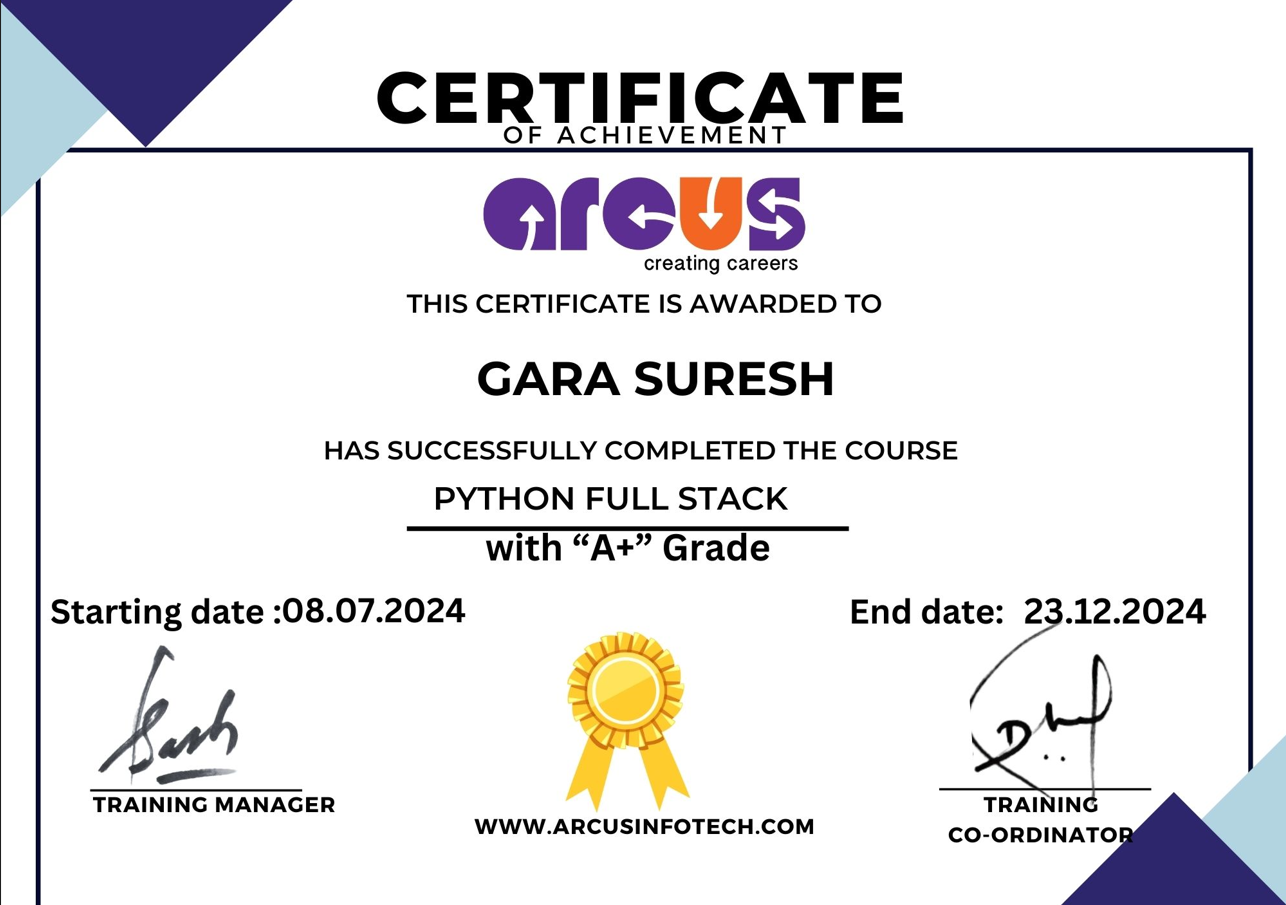 CERTIFICATE
OF ACHIEVEMENT
arcus
creating careers
THIS CERTIFICATE IS AWARDED TO
GARA SURESH
HAS SUCCESSFULLY COMPLETED THE COURSE
PYTHON FULL STACK
with “A+” Grade
Starting date :08.07.2024
End date: 23.12.2024
TRAINING MANAGER
WWW.ARCUSINFOTECH.COM
TRAINING
CO-ORDINATOR